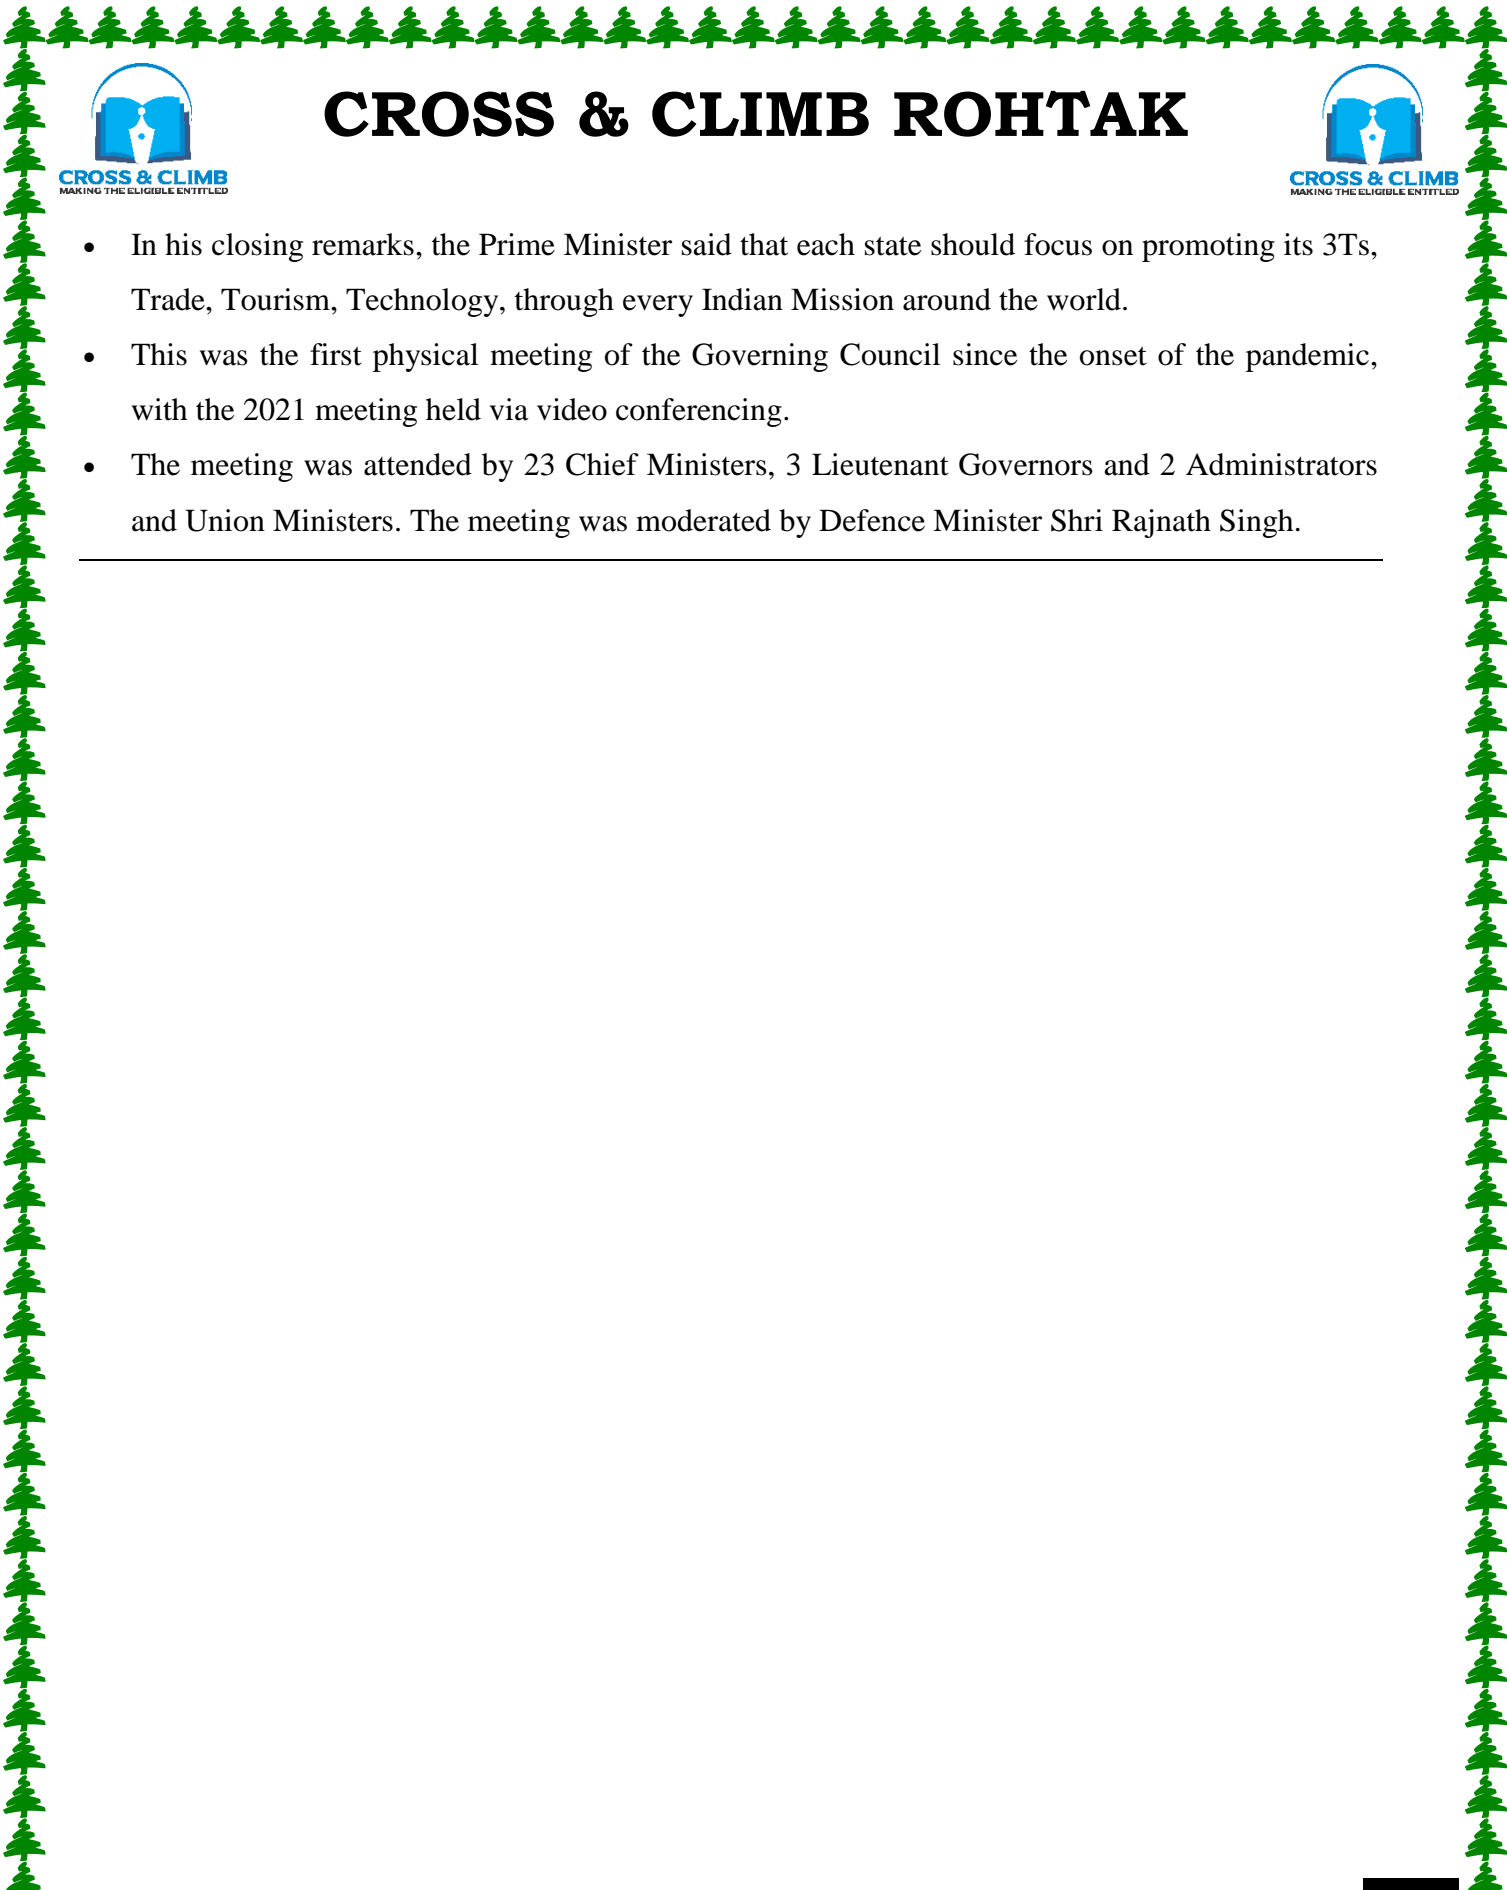 CROSS & CLIMB ROHTAK
CROSS & CLIMB
MAKING THE ELIGIBLE ENTITLED
CROSS & CLIMB
MAKING THE ELIGIBLE ENTITLED
• In his closing remarks, the Prime Minister said that each state should focus on promoting its 3Ts,
Trade, Tourism, Technology, through every Indian Mission around the world.
• This was the first physical meeting of the Governing Council since the onset of the pandemic,
with the 2021 meeting held via video conferencing.
• The meeting was attended by 23 Chief Ministers, 3 Lieutenant Governors and 2 Administrators
and Union Ministers. The meeting was moderated by Defence Minister Shri Rajnath Singh.